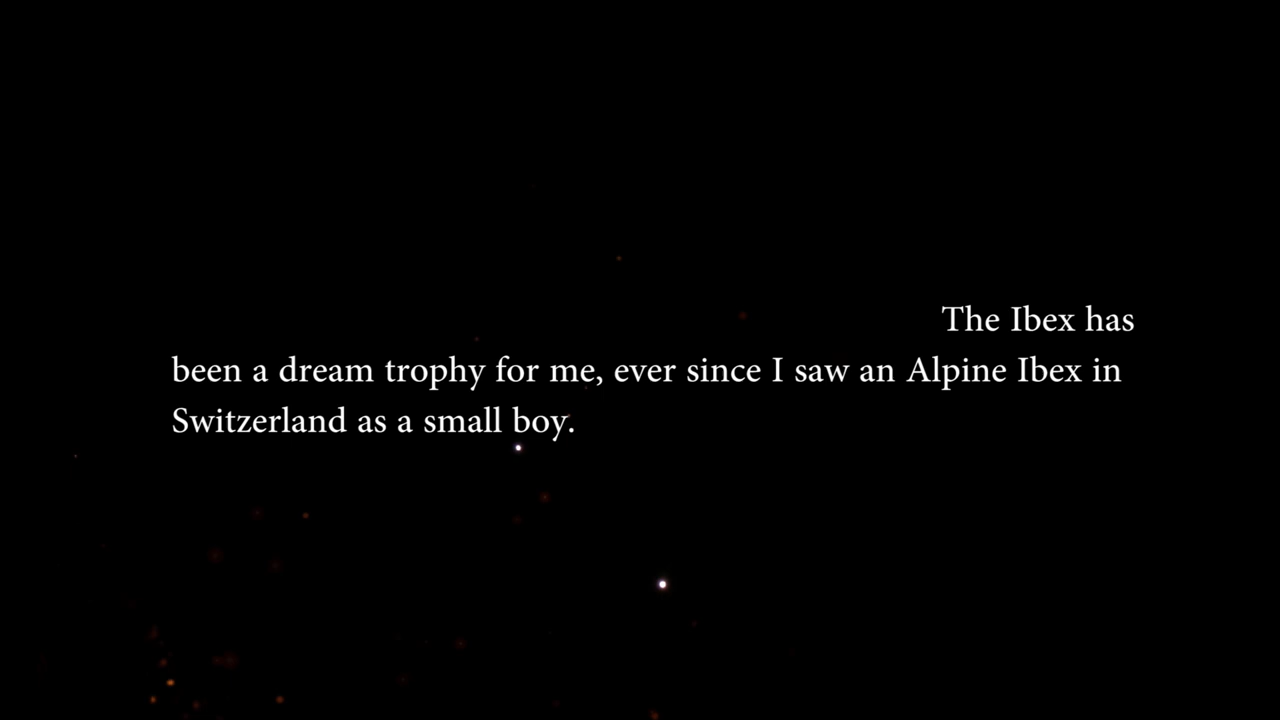 The Ibex has
been a dream trophy for me, ever since I saw an Alpine Ibex in
Switzerland as a small boy.